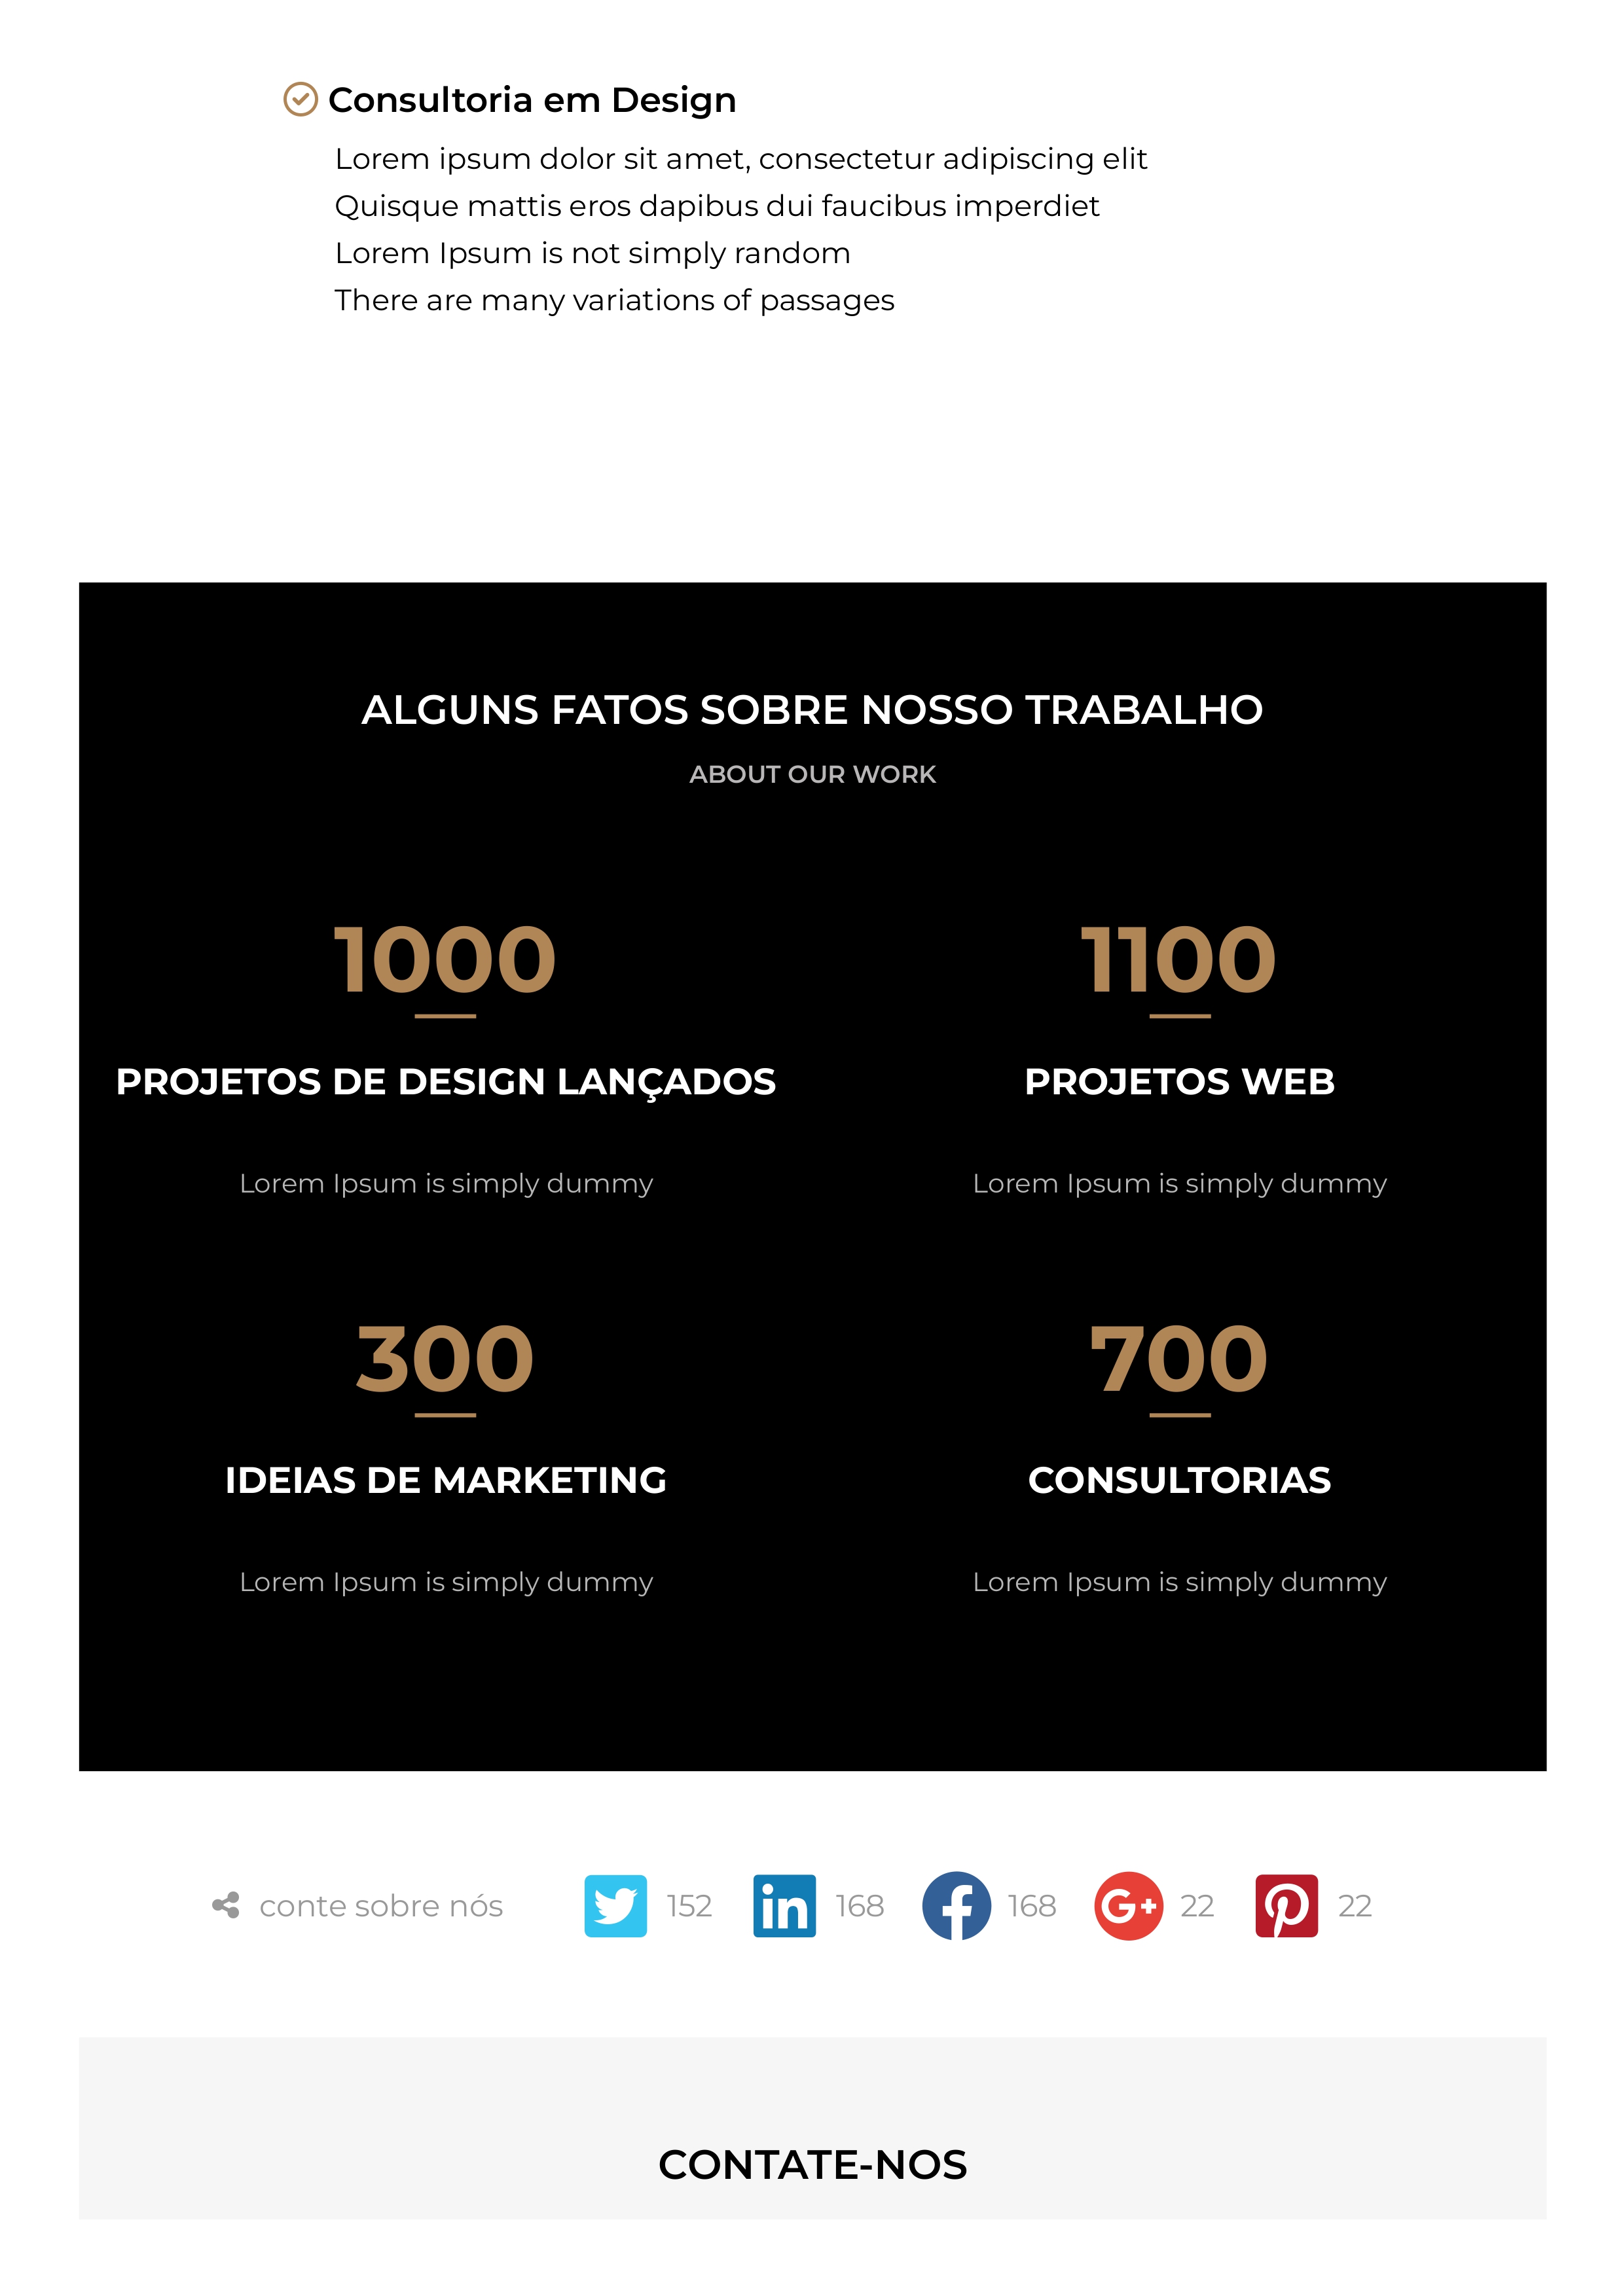 Consultoria em Design
Lorem ipsum dolor sit amet, consectetur adipiscing elit
Quisque mattis eros dapibus dui faucibus imperdiet
Lorem Ipsum is not simply random
There are many variations of passages
ALGUNS FATOS SOBRE NOSSO TRABALHO
ABOUT OUR WORK
1000
PROJETOS DE DESIGN LANÇADOS
Lorem Ipsum is simply dummy
1100
PROJETOS WEB
Lorem Ipsum is simply dummy
300
IDEIAS DE MARKETING
Lorem Ipsum is simply dummy
700
CONSULTORIAS
Lorem Ipsum is simply dummy
conte sobre nós 152 in 168 f 168 G+ 22 22
CONTATE-NOS